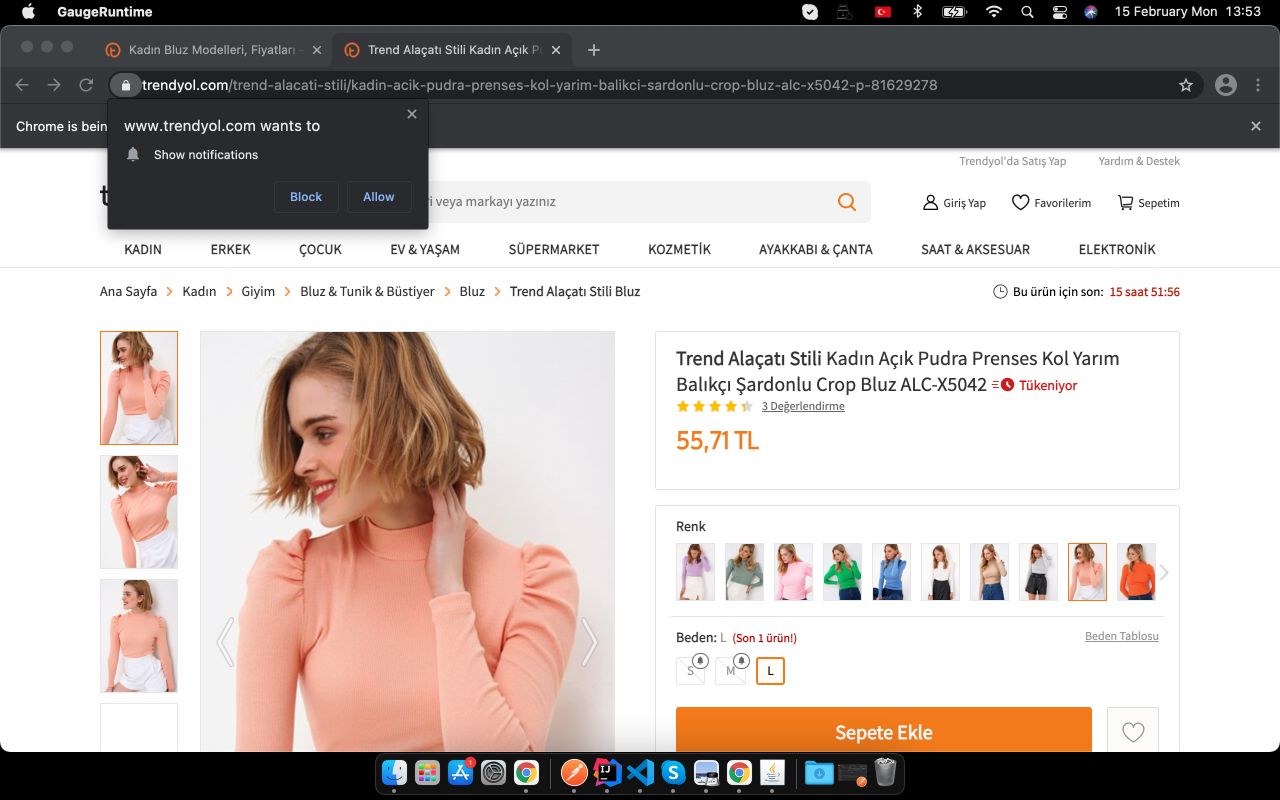 GaugeRuntime
15 February Mon 13:53
Kadın Bluz Modelleri, Fiyatları -
Trend Alaçatı Stili Kadın Açık P
trendyol.com/trend-alacati-stili/kadin-acik-pudra-prenses-kol-yarim-balikci-sardonlu-crop-bluz-alc-x5042-p-81629278
Chrome is bein
www.trendyol.com wants to
Show notifications
Block
Allow
Trendyol'da Satış Yap
Yardım & Destek
veya markayı yazınız
Giriş Yap
Favorilerim
Sepetim
KADIN
ERKEK
ÇOCUK
EV & YAŞAM
SÜPERMARKET
KOZMETİK
AYAKKABI & ÇANTA
SAAT & AKSESUAR
ELEKTRONİK
Ana Sayfa
Kadın
Giyim
Bluz & Tunik & Büstiyer
Bluz
Trend Alaçatı Stili Bluz
Bu ürün için son: 15 saat 51:56
Trend Alaçatı Stili Kadın Açık Pudra Prenses Kol Yarım
Balıkçı Şardonlu Crop Bluz ALC-X5042 Tükeniyor
3 Değerlendirme
55,71 TL
Renk
Beden: L (Son 1 ürün!)
Beden Tablosu
S
M
L
Sepete Ekle
1
IJ
S